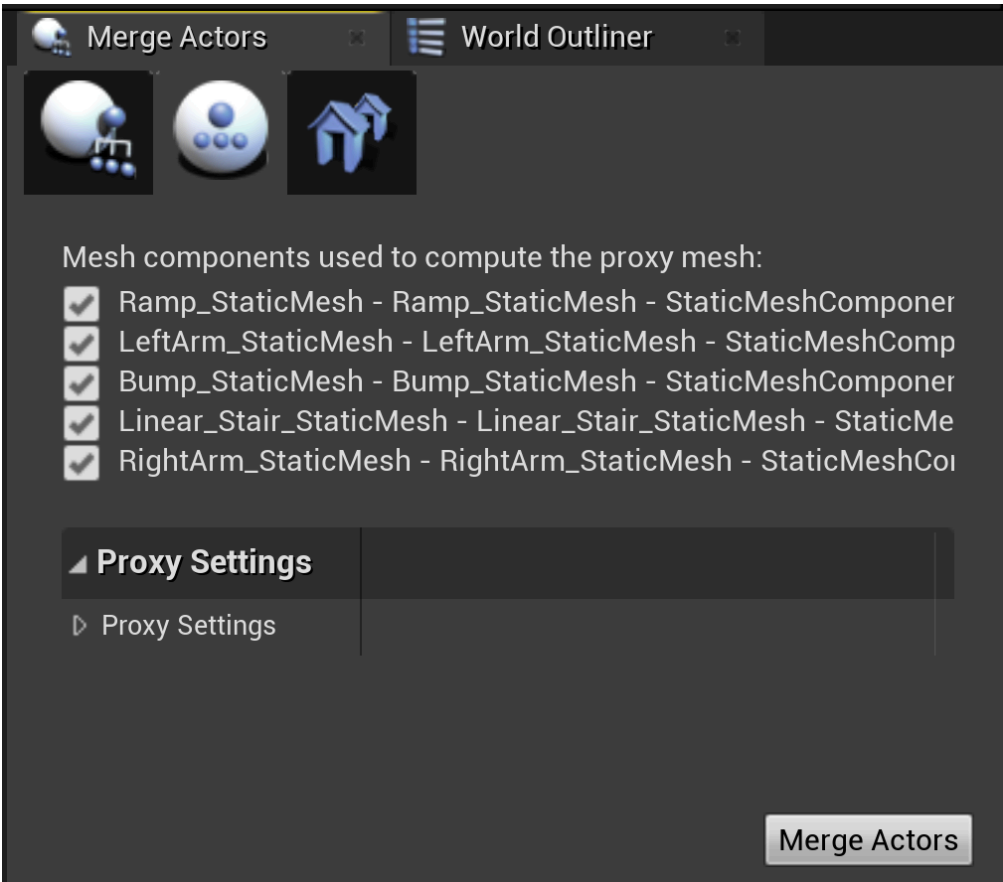 Merge Actors
World Outliner
Mesh components used to compute the proxy mesh:
Ramp_StaticMesh - Ramp_StaticMesh - StaticMeshComponer
LeftArm_StaticMesh - LeftArm_StaticMesh - StaticMeshComp
Bump_StaticMesh - Bump_StaticMesh - StaticMeshComponer
Linear_Stair_StaticMesh - Linear_Stair_StaticMesh - StaticMe
RightArm_StaticMesh - RightArm_StaticMesh - StaticMeshCoı
Proxy Settings
Proxy Settings
Merge Actors